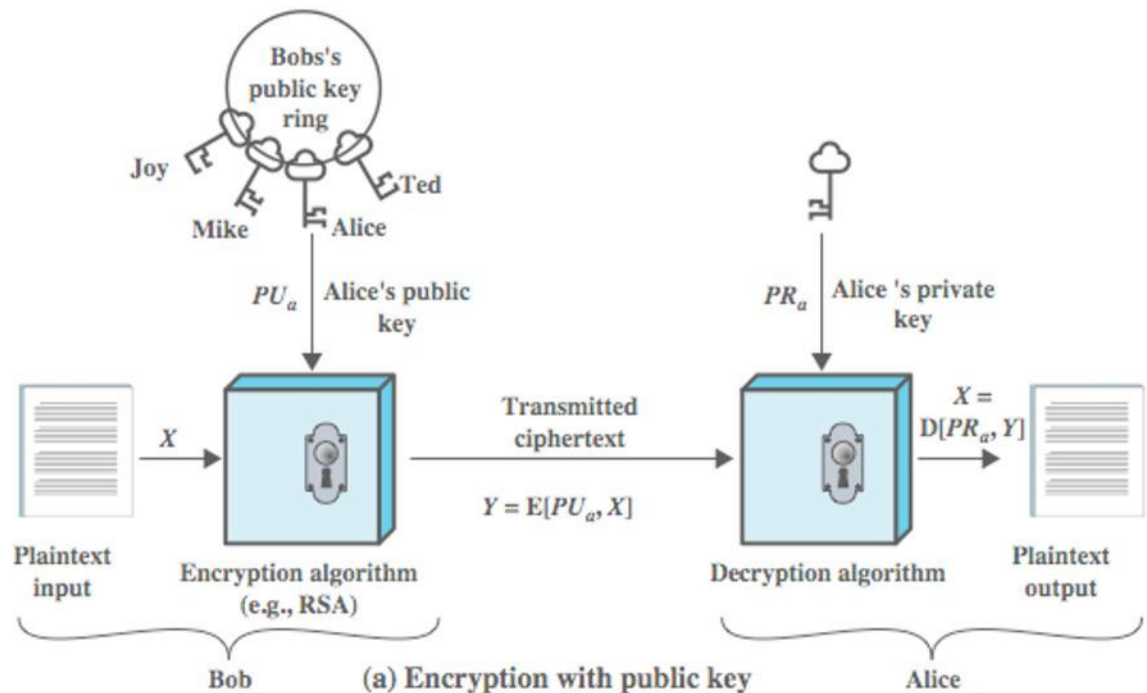 Bobs's
public key
ring
Joy
Ted
Mike
Alice
PUₐ
Alice's public
key
PRₐ
Alice 's private
key
X
Transmitted
ciphertext
X =
D[PRₐ, Y]
Y = E[PUₐ, X]
Plaintext
input
Encryption algorithm
(e.g., RSA)
Decryption algorithm
Plaintext
output
Bob
(a) Encryption with public key
Alice